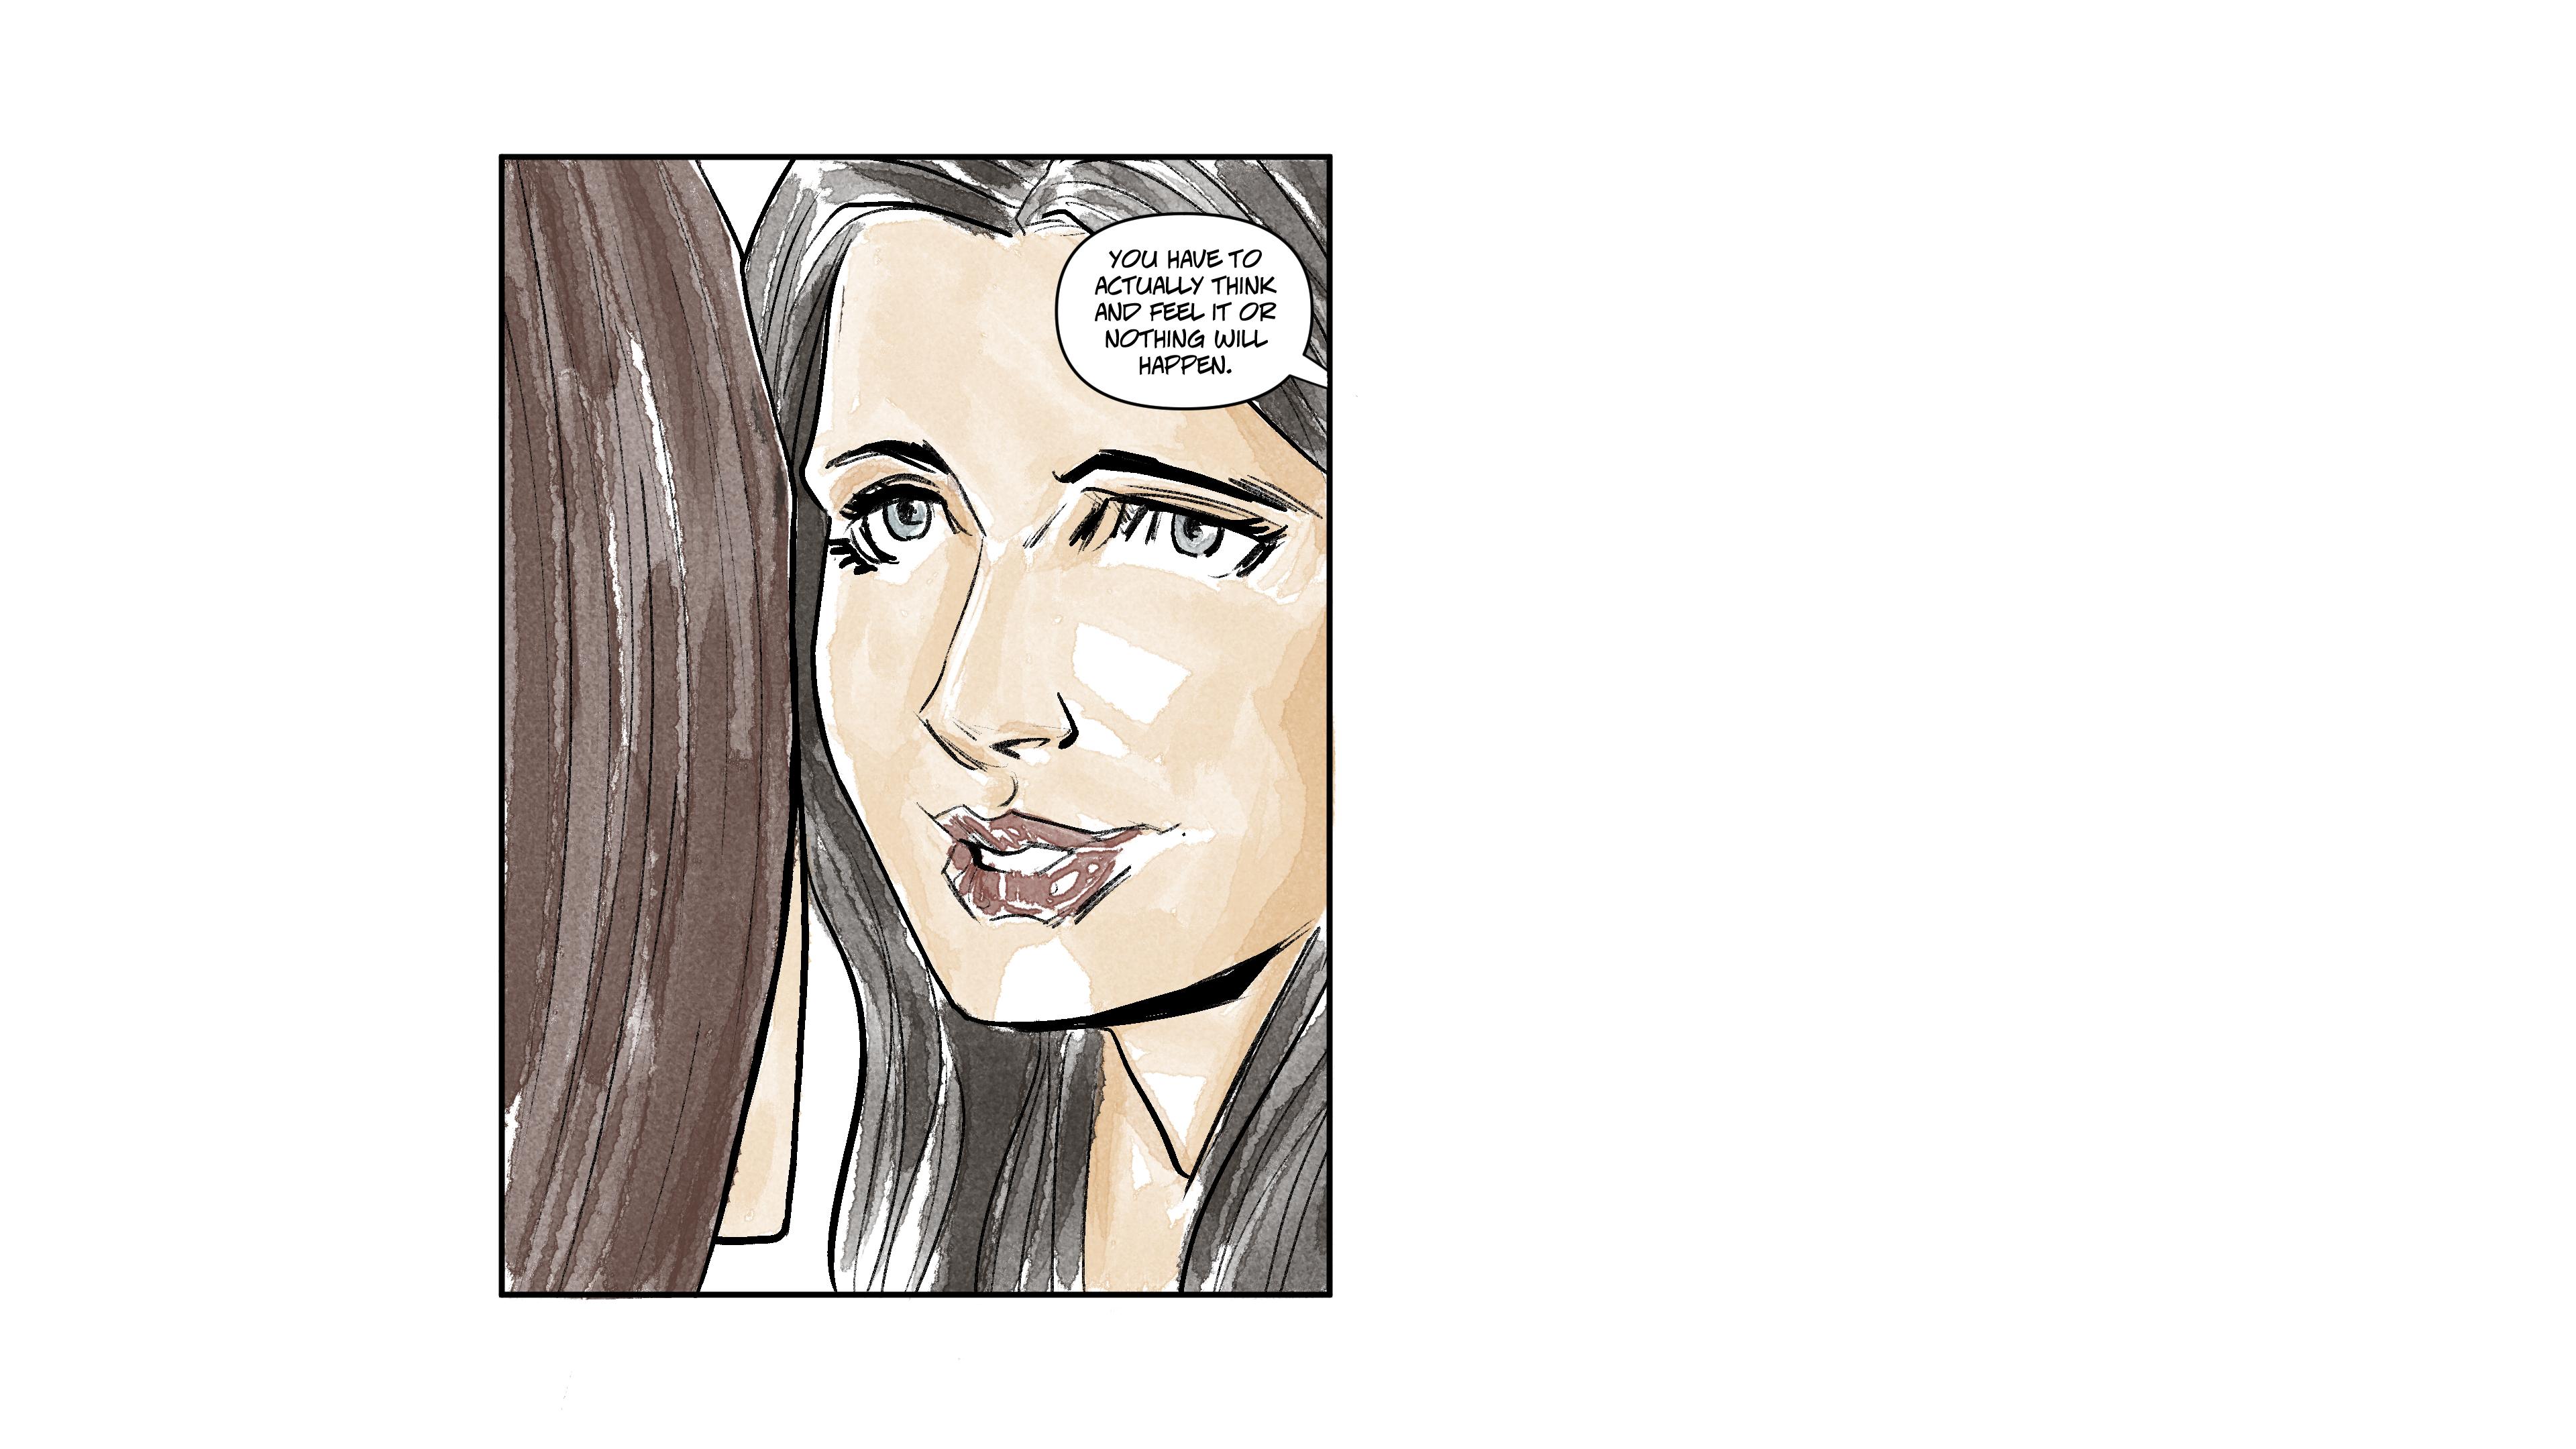 YOU HAVE TO
ACTUALLY THINK
AND FEEL IT OR
NOTHING WILL
HAPPEN.